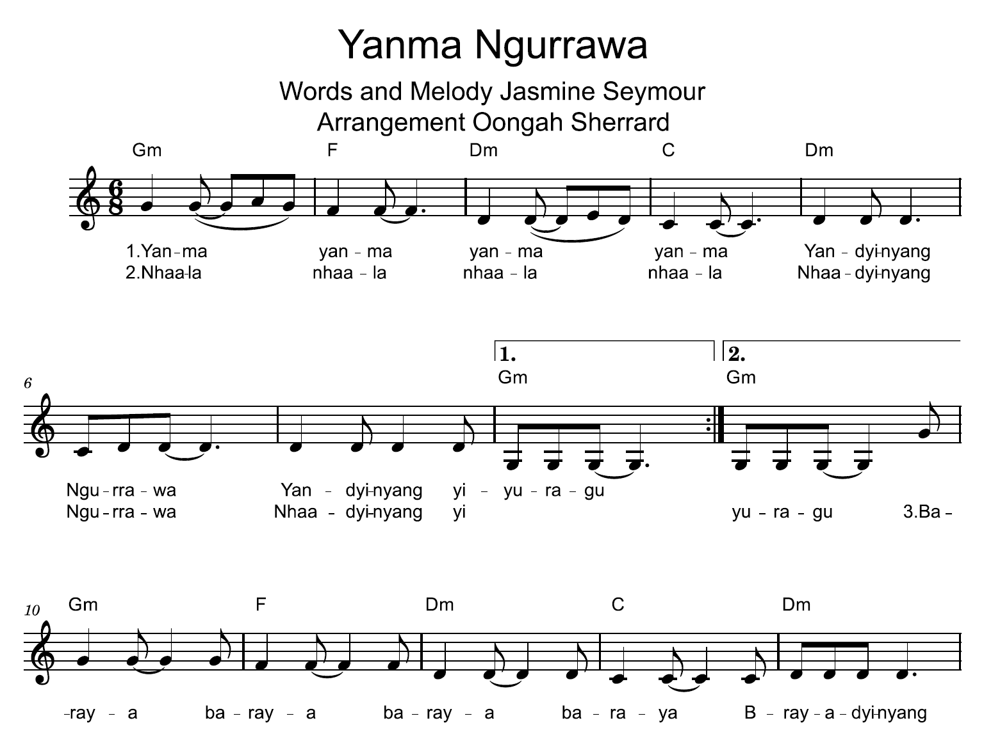 Yanma Ngurrawa
Words and Melody Jasmine Seymour
Arrangement Oongah Sherrard
Gm F Dm C Dm
6 8
1.Yan-ma yan - ma yan - ma yan - ma Yan - dyi-nyang
2.Nhaa-la nhaa - la nhaa - la nhaa - la Nhaa - dyi-nyang
1. 2.
Gm Gm
6
Ngu - rra - wa Yan - dyi-nyang yi - yu - ra - gu
Ngu - rra - wa Nhaa - dyi-nyang yi yu - ra - gu 3.Ba -
10 Gm F Dm C Dm
-ray - a ba - ray - a ba - ray - a ba - ra - ya B - ray - a - dyi-nyang